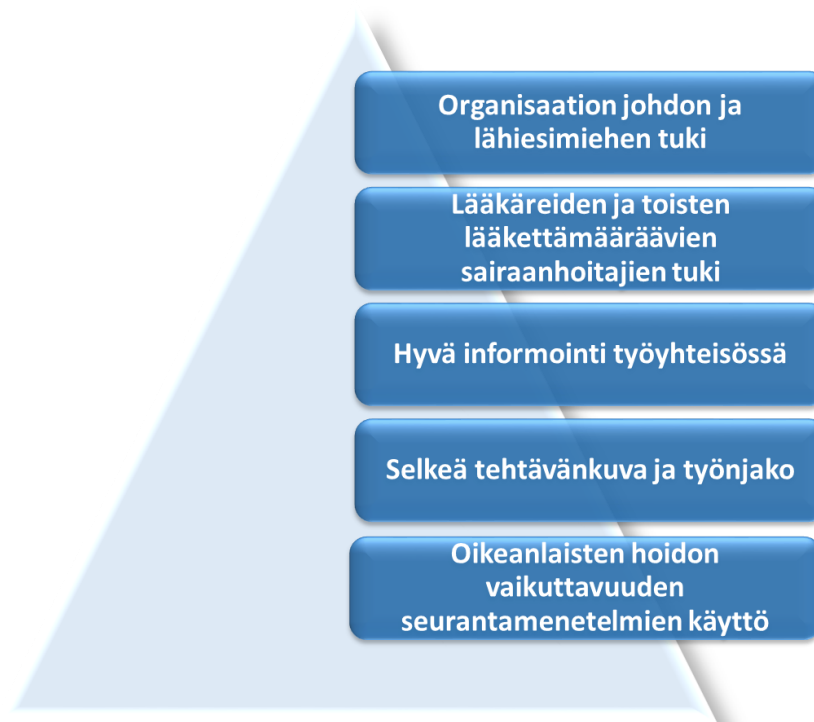 Organisaation johdon ja
lähiesimiehen tuki
Lääkäreiden ja toisten
lääkettämääräävien
sairaanhoitajien tuki
Hyvä informointi työyhteisössä
Selkeä tehtävänkuva ja työnjako
Oikeanlaisten hoidon
vaikuttavuuden
seurantamenetelmien käyttö